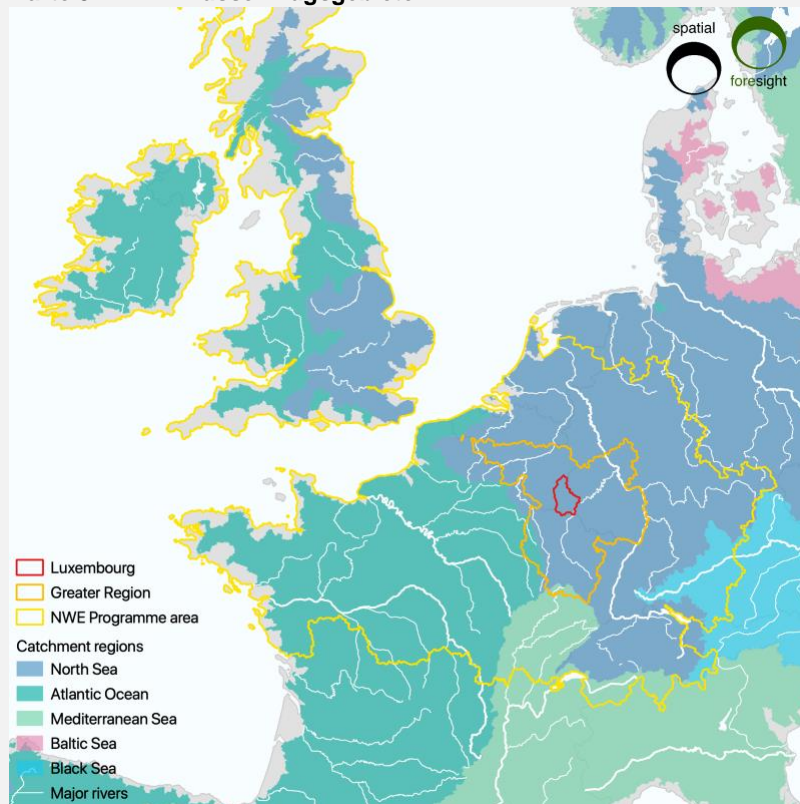 spatial
foresight
Luxembourg
Greater Region
NWE Programme area
Catchment regions
North Sea
Atlantic Ocean
Mediterranean Sea
Baltic Sea
Black Sea
Major rivers